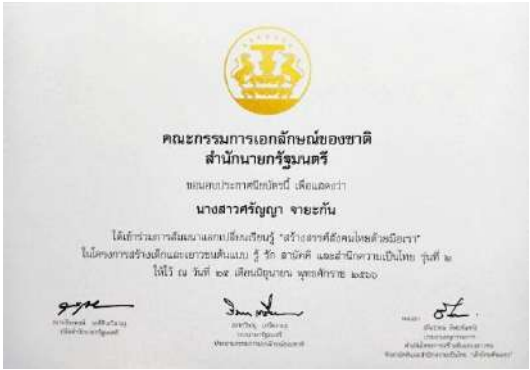 คณะกรรมการเอกลักษณ์ของชาติ
สำนักนายกรัฐมนตรี
ขอมอบประกาศนียบัตรนี้ เพื่อแสดงว่า
นางสาวศรัญญา จายะกัน
ได้เข้าร่วมการสัมมนาแลกเปลี่ยนเรียนรู้ "สร้างสรรค์สังคมไทยด้วยมือเรา"
ในโครงการสร้างเด็กและเยาวชนต้นแบบ รู้ รัก สามัคคี และสำนึกความเป็นไทย รุ่นที่ ๒
ให้ไว้ ณ วันที่ ๒๙ เดือนมิถุนายน พุทธศักราช ๒๕๖๖